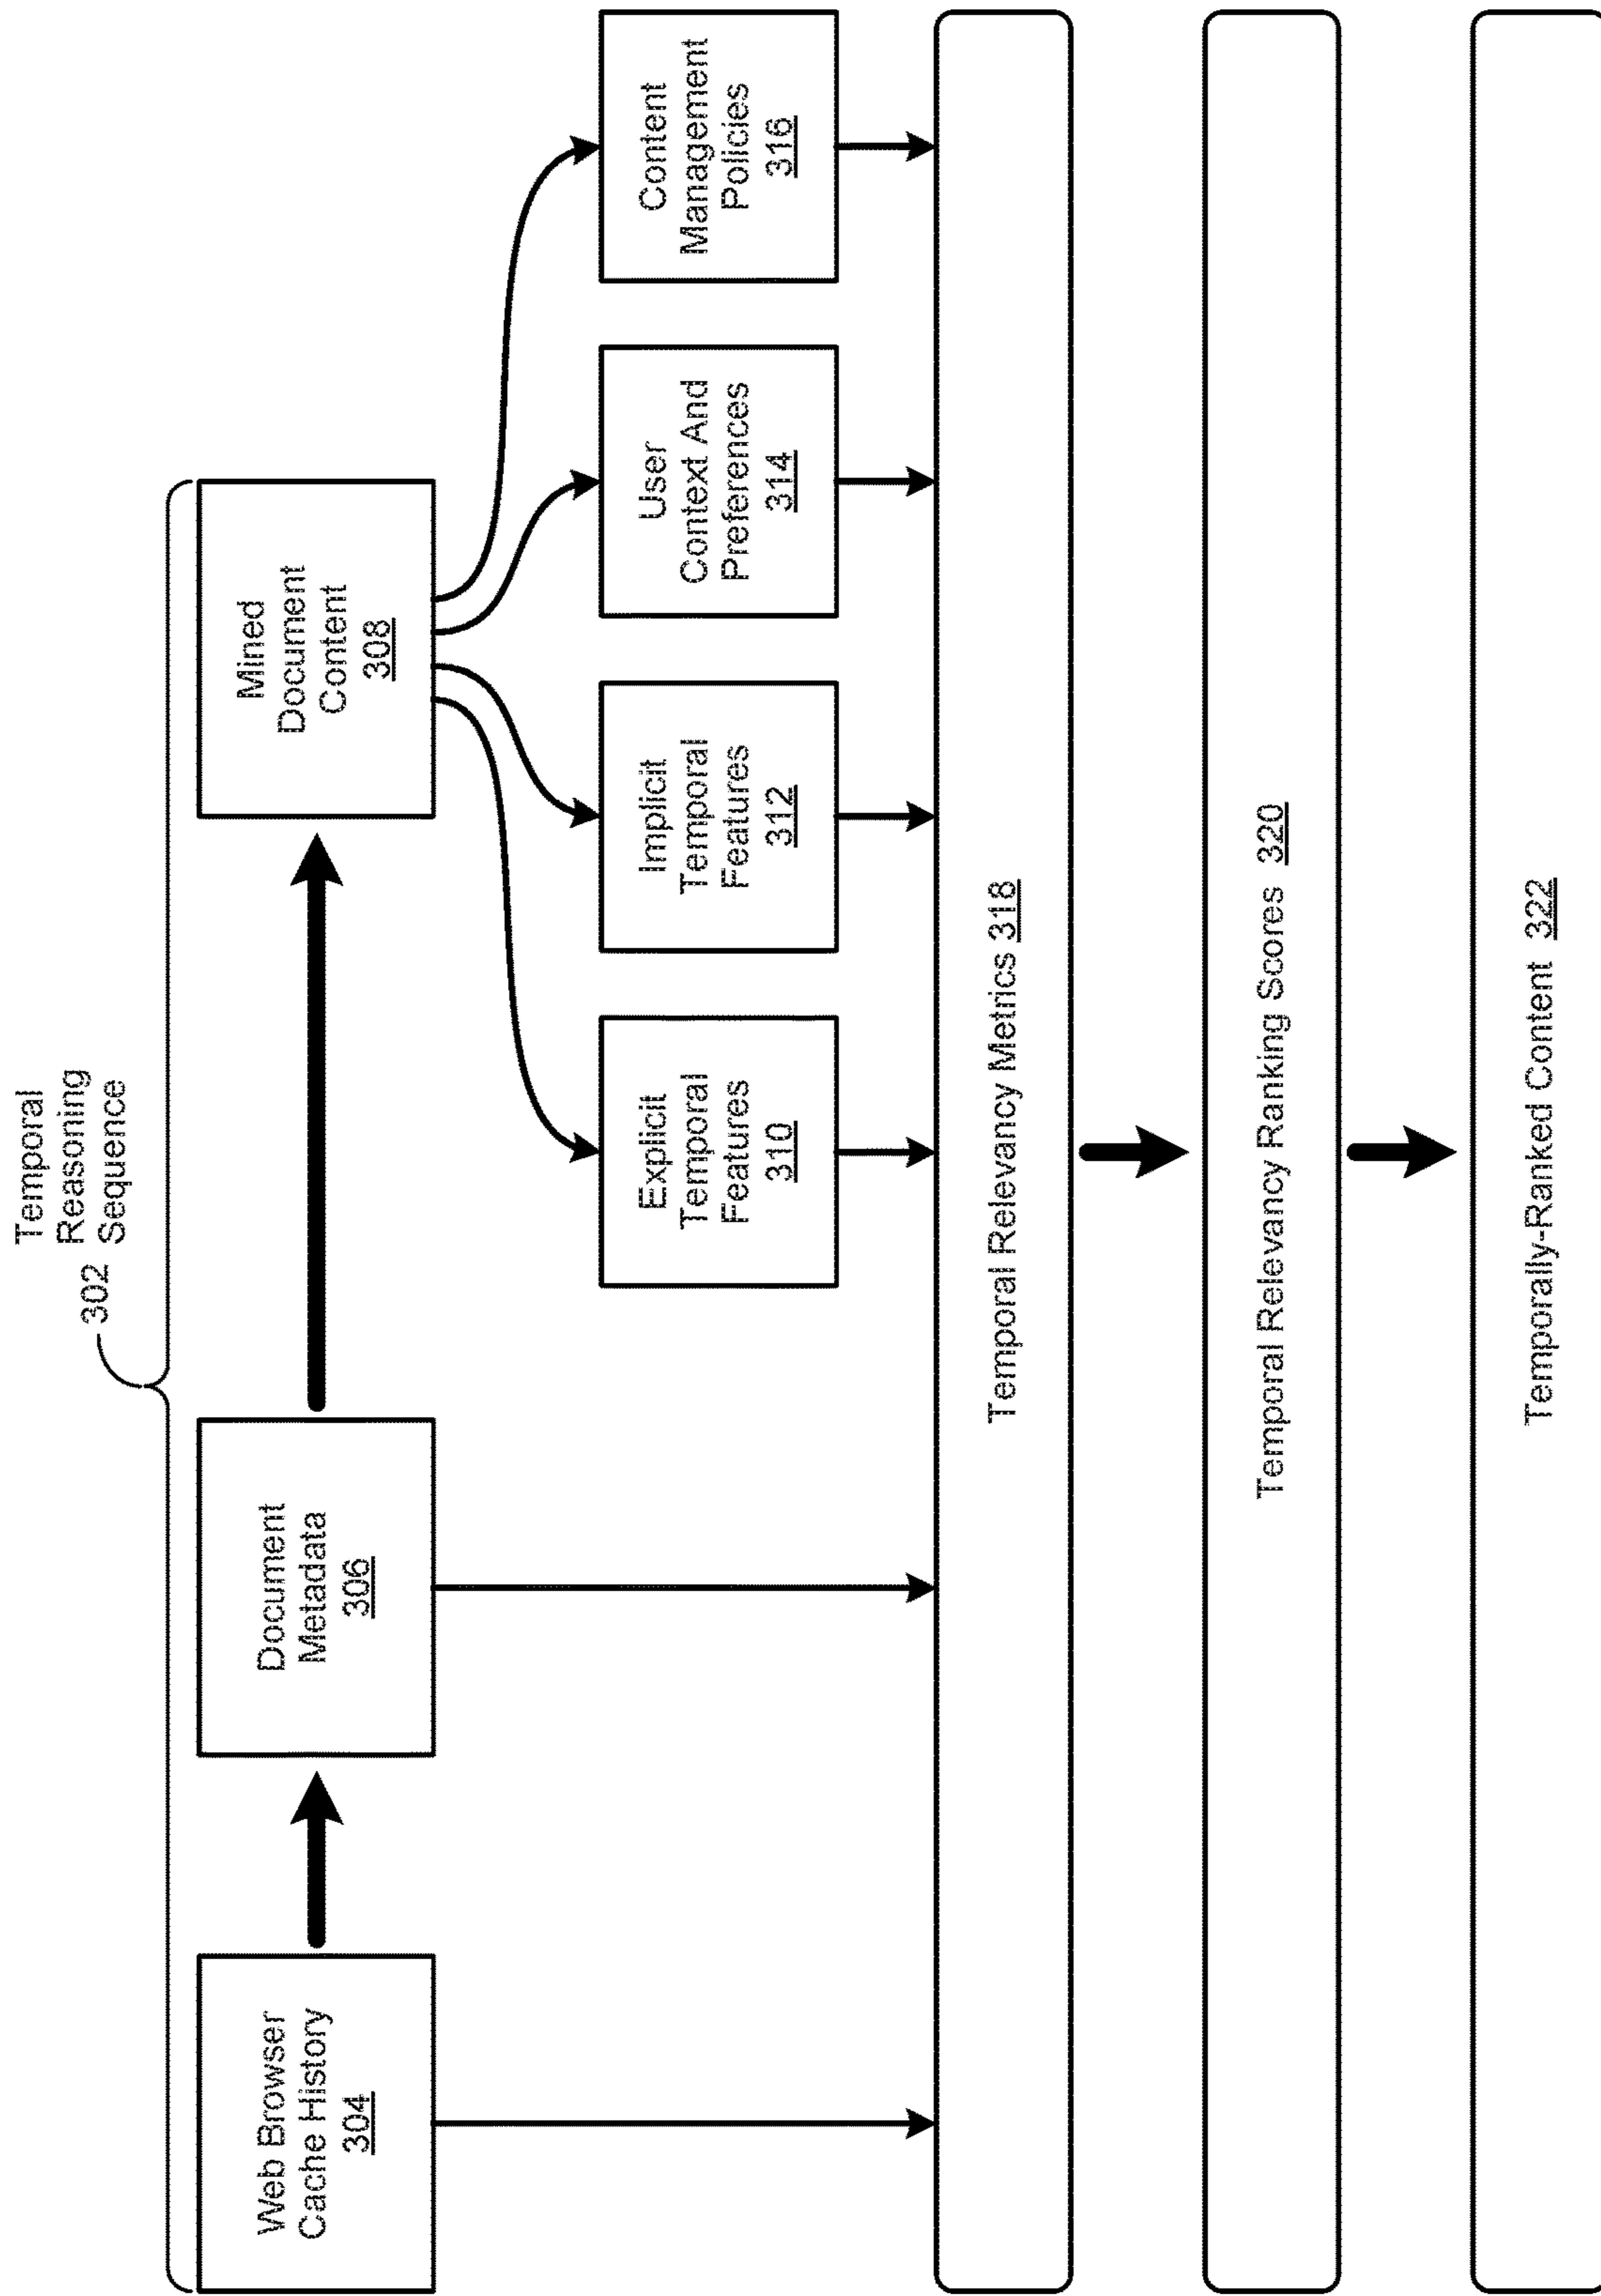 Temporal
Reasoning
Sequence
302
Web Browser
Cache History
304
Document
Metadata
306
Mined
Document
Content
308
Explicit
Temporal
Features
310
Implicit
Temporal
Features
312
User
Context And
Preferences
314
Content
Management
Policies
316
Temporal Relevancy Metrics 318
Temporal Relevancy Ranking Scores 320
Temporally-Ranked Content 322